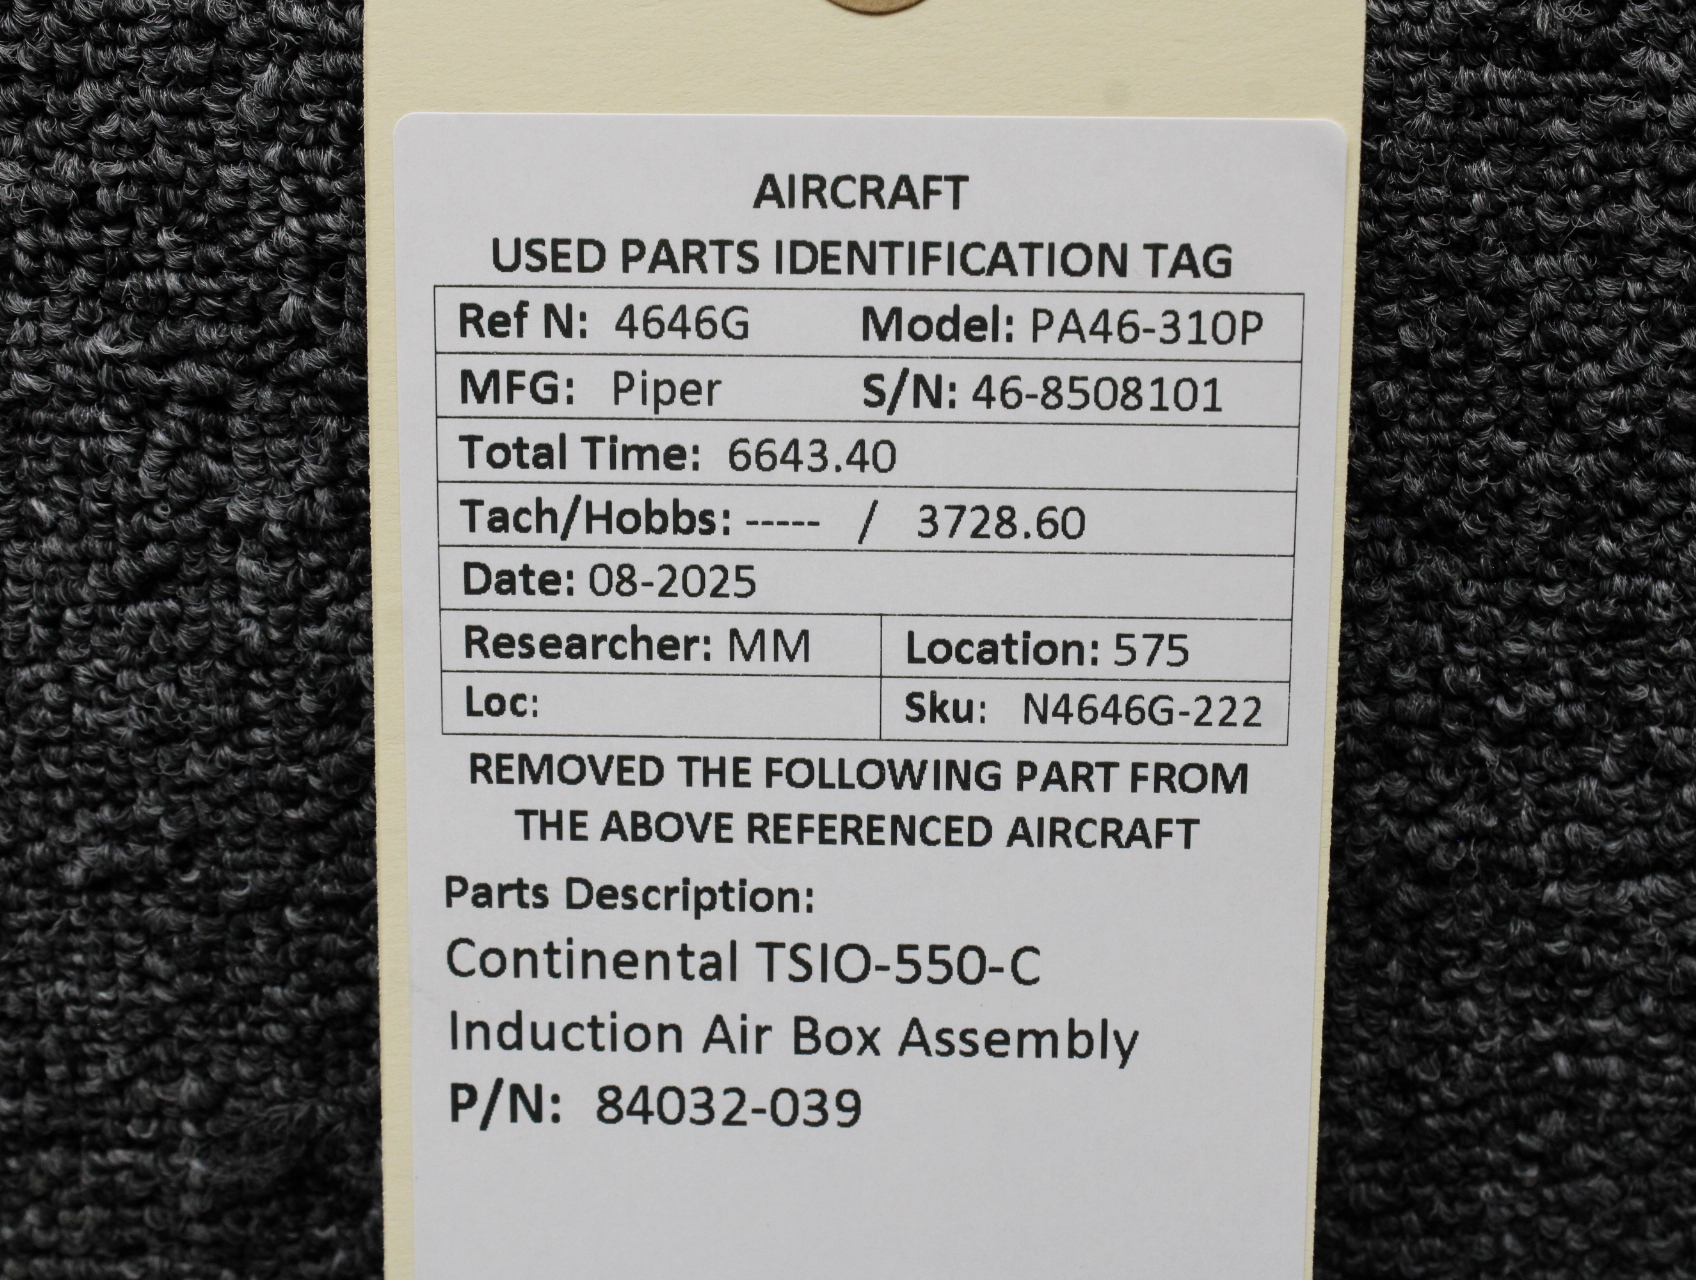 AIRCRAFT
USED PARTS IDENTIFICATION TAG
Ref N: 4646G Model: PA46-310P
MFG: Piper S/N: 46-8508101
Total Time: 6643.40
Tach/Hobbs: ----- / 3728.60
Date: 08-2025
Researcher: MM Location: 575
Loc: Sku: N4646G-222
REMOVED THE FOLLOWING PART FROM
THE ABOVE REFERENCED AIRCRAFT
Parts Description:
Continental TSIO-550-C
Induction Air Box Assembly
P/N: 84032-039